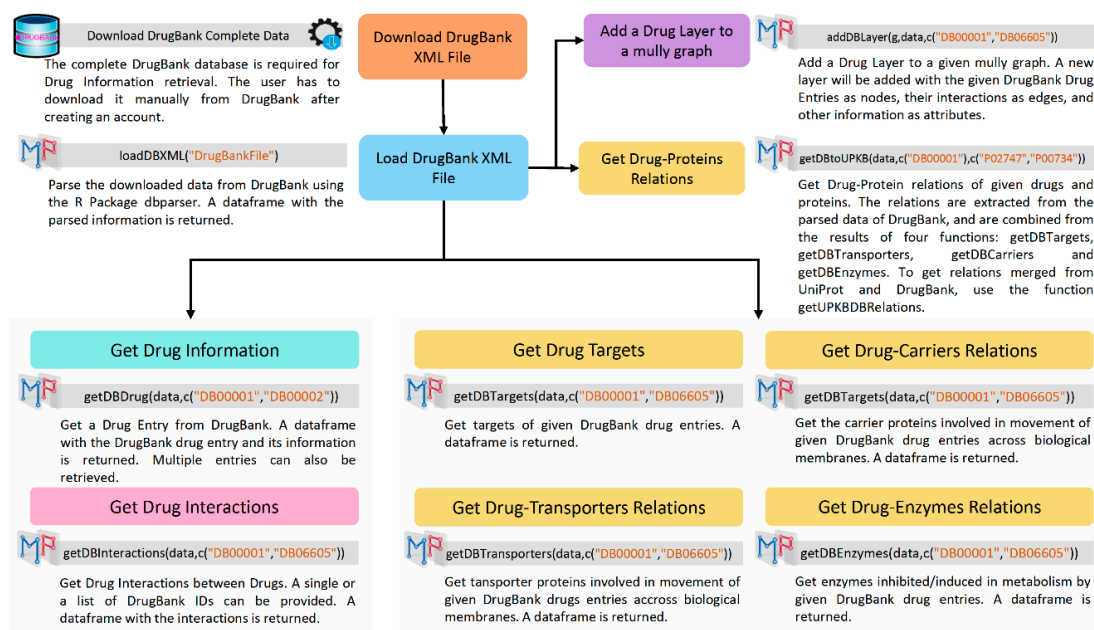 Download DrugBank Complete Data
The complete DrugBank database is required for
Drug Information retrieval. The user has to
download it manually from DrugBank after
creating an account.
loadDBXML("DrugBankFile")
Parse the downloaded data from DrugBank using
the R Package dbparser. A dataframe with the
parsed information is returned.
Download DrugBank
XML File
Load DrugBank XML
File
Add a Drug Layer to
a mully graph
Get Drug-Proteins
Relations
addDBLayer(g,data,c("DB00001","DB06605"))
Add a Drug Layer to a given mully graph. A new
layer will be added with the given DrugBank Drug
Entries as nodes, their interactions as edges, and
other information as attributes.
getDBtoUPKB(data,c("DB00001"),c("P02747","P00734"))
Get Drug-Protein relations of given drugs and
proteins. The relations are extracted from the
parsed data of DrugBank, and are combined from
the results of four functions: getDBTargets,
getDBTransporters, getDBCarriers and
getDBEnzymes. To get relations merged from
UniProt and DrugBank, use the function
getUPKBDBRelations.
Get Drug Information
getDBDrug(data,c("DB00001","DB00002"))
Get a Drug Entry from DrugBank. A dataframe
with the DrugBank drug entry and its information
is returned. Multiple entries can also be
retrieved.
Get Drug Interactions
getDBInteractions(data,c("DB00001","DB06605"))
Get Drug Interactions between Drugs. A single or
a list of DrugBank IDs can be provided. A
dataframe with the interactions is returned.
Get Drug Targets
getDBTargets(data,c("DB00001","DB06605"))
Get targets of given DrugBank drug entries. A
dataframe is returned.
Get Drug-Transporters Relations
getDBTransporters(data,c("DB00001","DB06605"))
Get tansporter proteins involved in movement of
given DrugBank drugs entries accross biological
membranes. A dataframe is returned.
Get Drug-Carriers Relations
getDBTargets(data,c("DB00001","DB06605"))
Get the carrier proteins involved in movement of
given DrugBank drug entries across biological
membranes. A dataframe is returned.
Get Drug-Enzymes Relations
getDBEnzymes(data,c("DB00001","DB06605"))
Get enzymes inhibited/induced in metabolism by
given DrugBank drug entries. A dataframe is
returned.